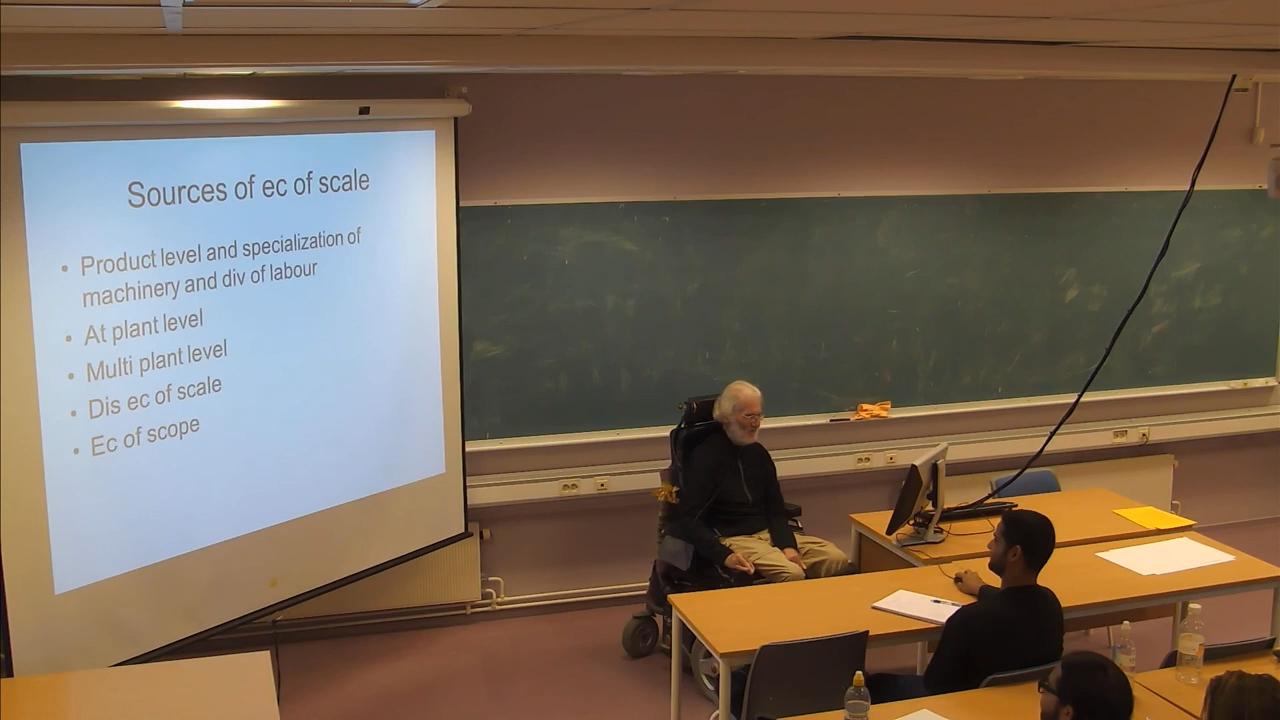 Sources of ec of scale
• Product level and specialization of
machinery and div of labour
• At plant level
• Multi plant level
• Dis ec of scale
• Ec of scope